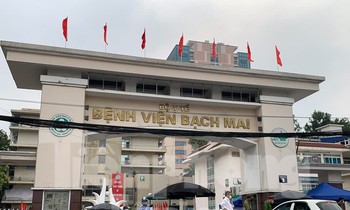 BỘ Y TẾ
BỆNH VIỆN BẠCH MAI